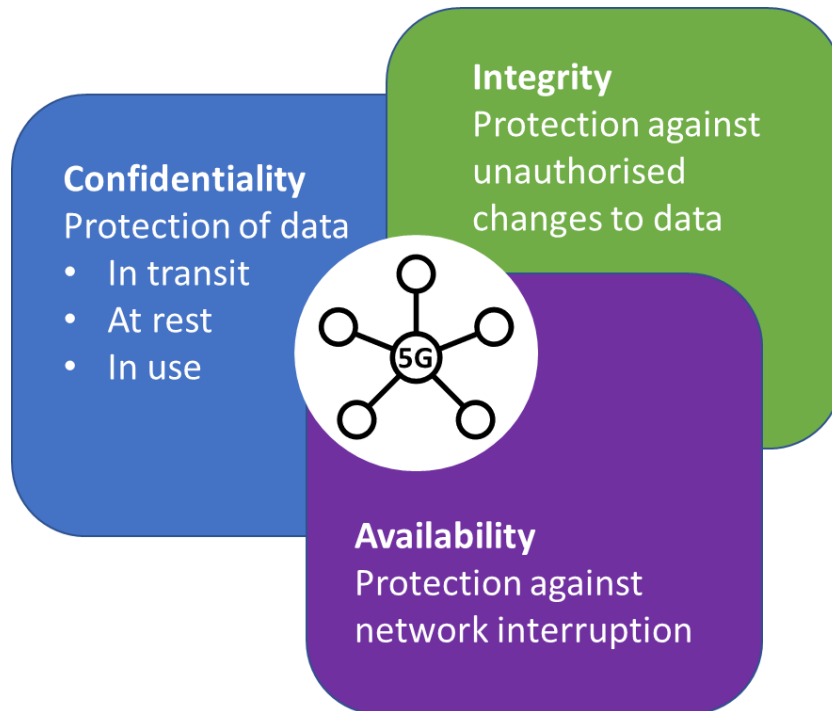 Confidentiality
Protection of data
• In transit
• At rest
• In use
Integrity
Protection against
unauthorised
changes to data
5G
Availability
Protection against
network interruption